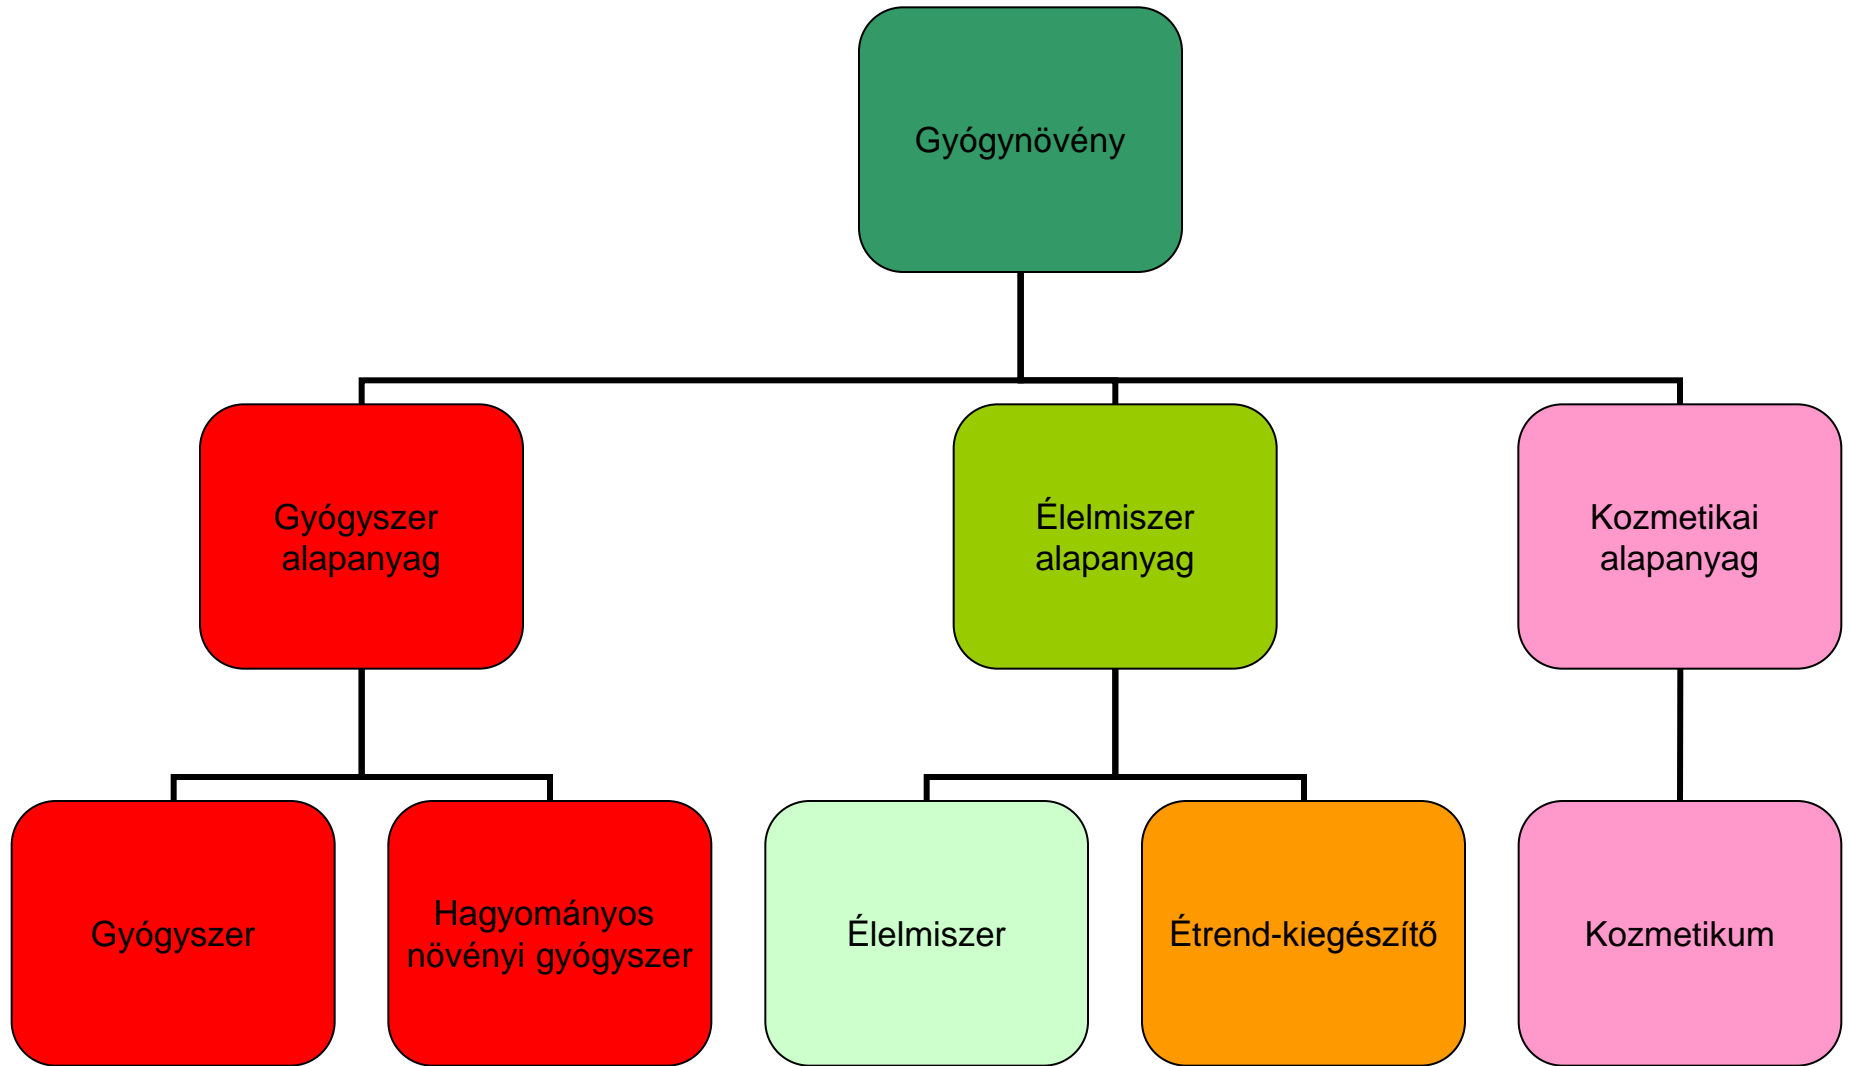 Gyógynövény
Gyógyszer
alapanyag
Élelmiszer
alapanyag
Kozmetikai
alapanyag
Gyógyszer
Hagyományos
növényi gyógyszer
Élelmiszer
Étrend-kiegészítő
Kozmetikum